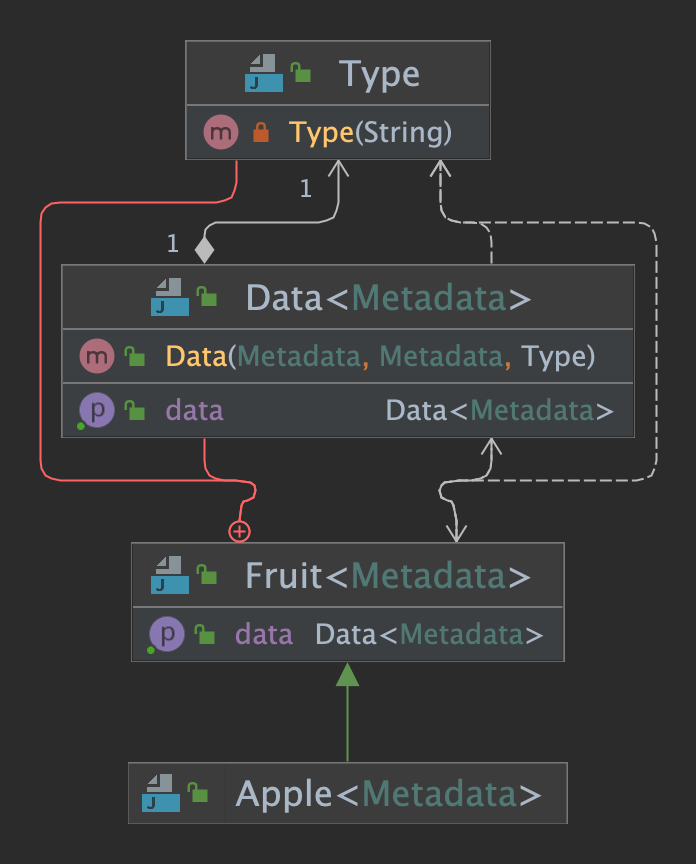 Type
Type(String)
1
1
Data<Metadata>
Data(Metadata, Metadata, Type)
data Data<Metadata>
Fruit<Metadata>
data Data<Metadata>
Apple<Metadata>